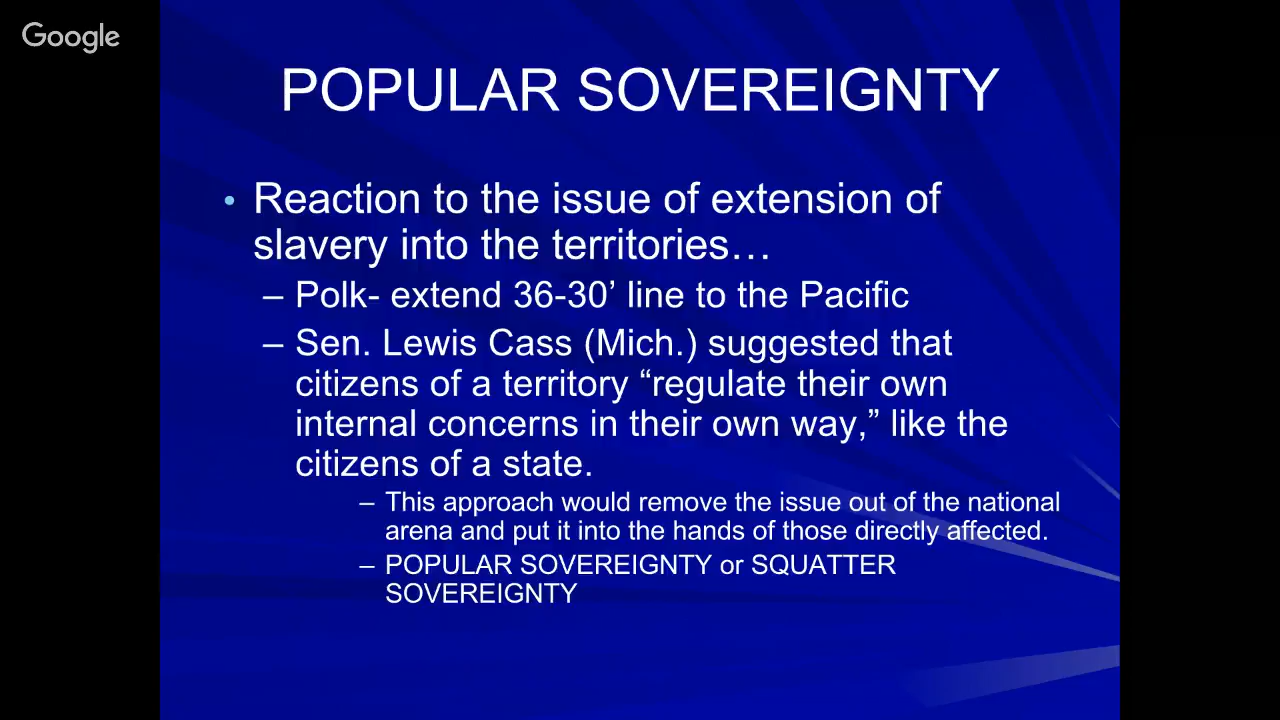 Google
POPULAR SOVEREIGNTY
• Reaction to the issue of extension of
slavery into the territories…
– Polk- extend 36-30’ line to the Pacific
– Sen. Lewis Cass (Mich.) suggested that
citizens of a territory “regulate their own
internal concerns in their own way,” like the
citizens of a state.
– This approach would remove the issue out of the national
arena and put it into the hands of those directly affected.
– POPULAR SOVEREIGNTY or SQUATTER
SOVEREIGNTY